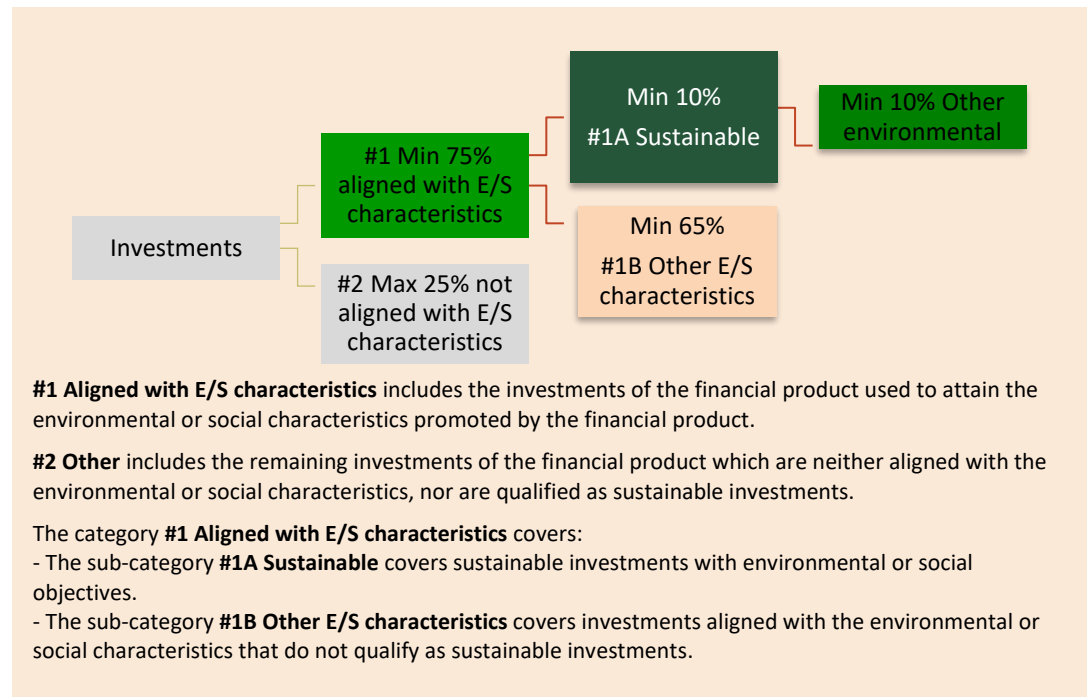 Min 10%
#1A Sustainable
Min 10% Other
environmental
#1 Min 75%
aligned with E/S
characteristics
Min 65%
#1B Other E/S
characteristics
Investments
#2 Max 25% not
aligned with E/S
characteristics
#1 Aligned with E/S characteristics includes the investments of the financial product used to attain the
environmental or social characteristics promoted by the financial product.
#2 Other includes the remaining investments of the financial product which are neither aligned with the
environmental or social characteristics, nor are qualified as sustainable investments.
The category #1 Aligned with E/S characteristics covers:
- The sub-category #1A Sustainable covers sustainable investments with environmental or social
objectives.
- The sub-category #1B Other E/S characteristics covers investments aligned with the environmental or
social characteristics that do not qualify as sustainable investments.